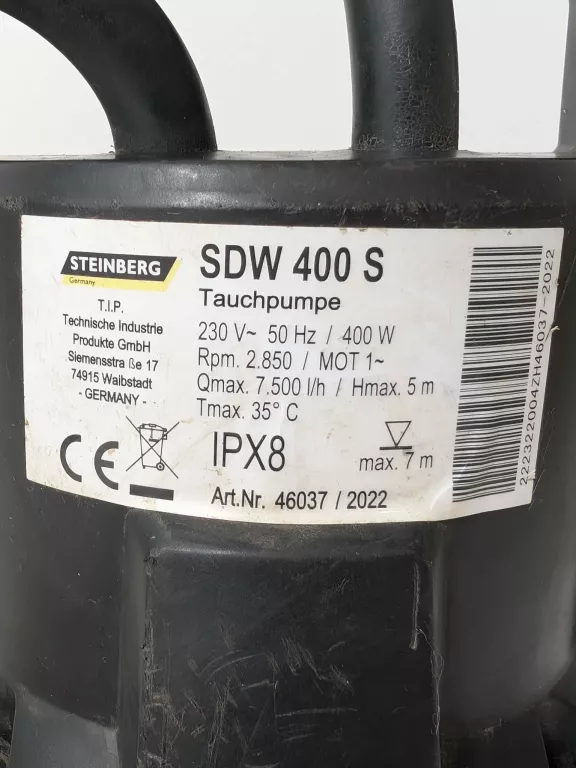 STEINBERG
Germany
T.I.P.
Technische Industrie
Produkte GmbH
Siemensstra ße 17
74915 Waibstadt
- GERMANY -
SDW 400 S
Tauchpumpe
230 V~ 50 Hz / 400 W
Rpm. 2.850 / MOT 1~
Qmax. 7.500 l/h / Hmax. 5 m
Tmax. 35° C
CE
IPX8
max. 7 m
Art.Nr. 46037 / 2022
2223322004ZH46037-2022